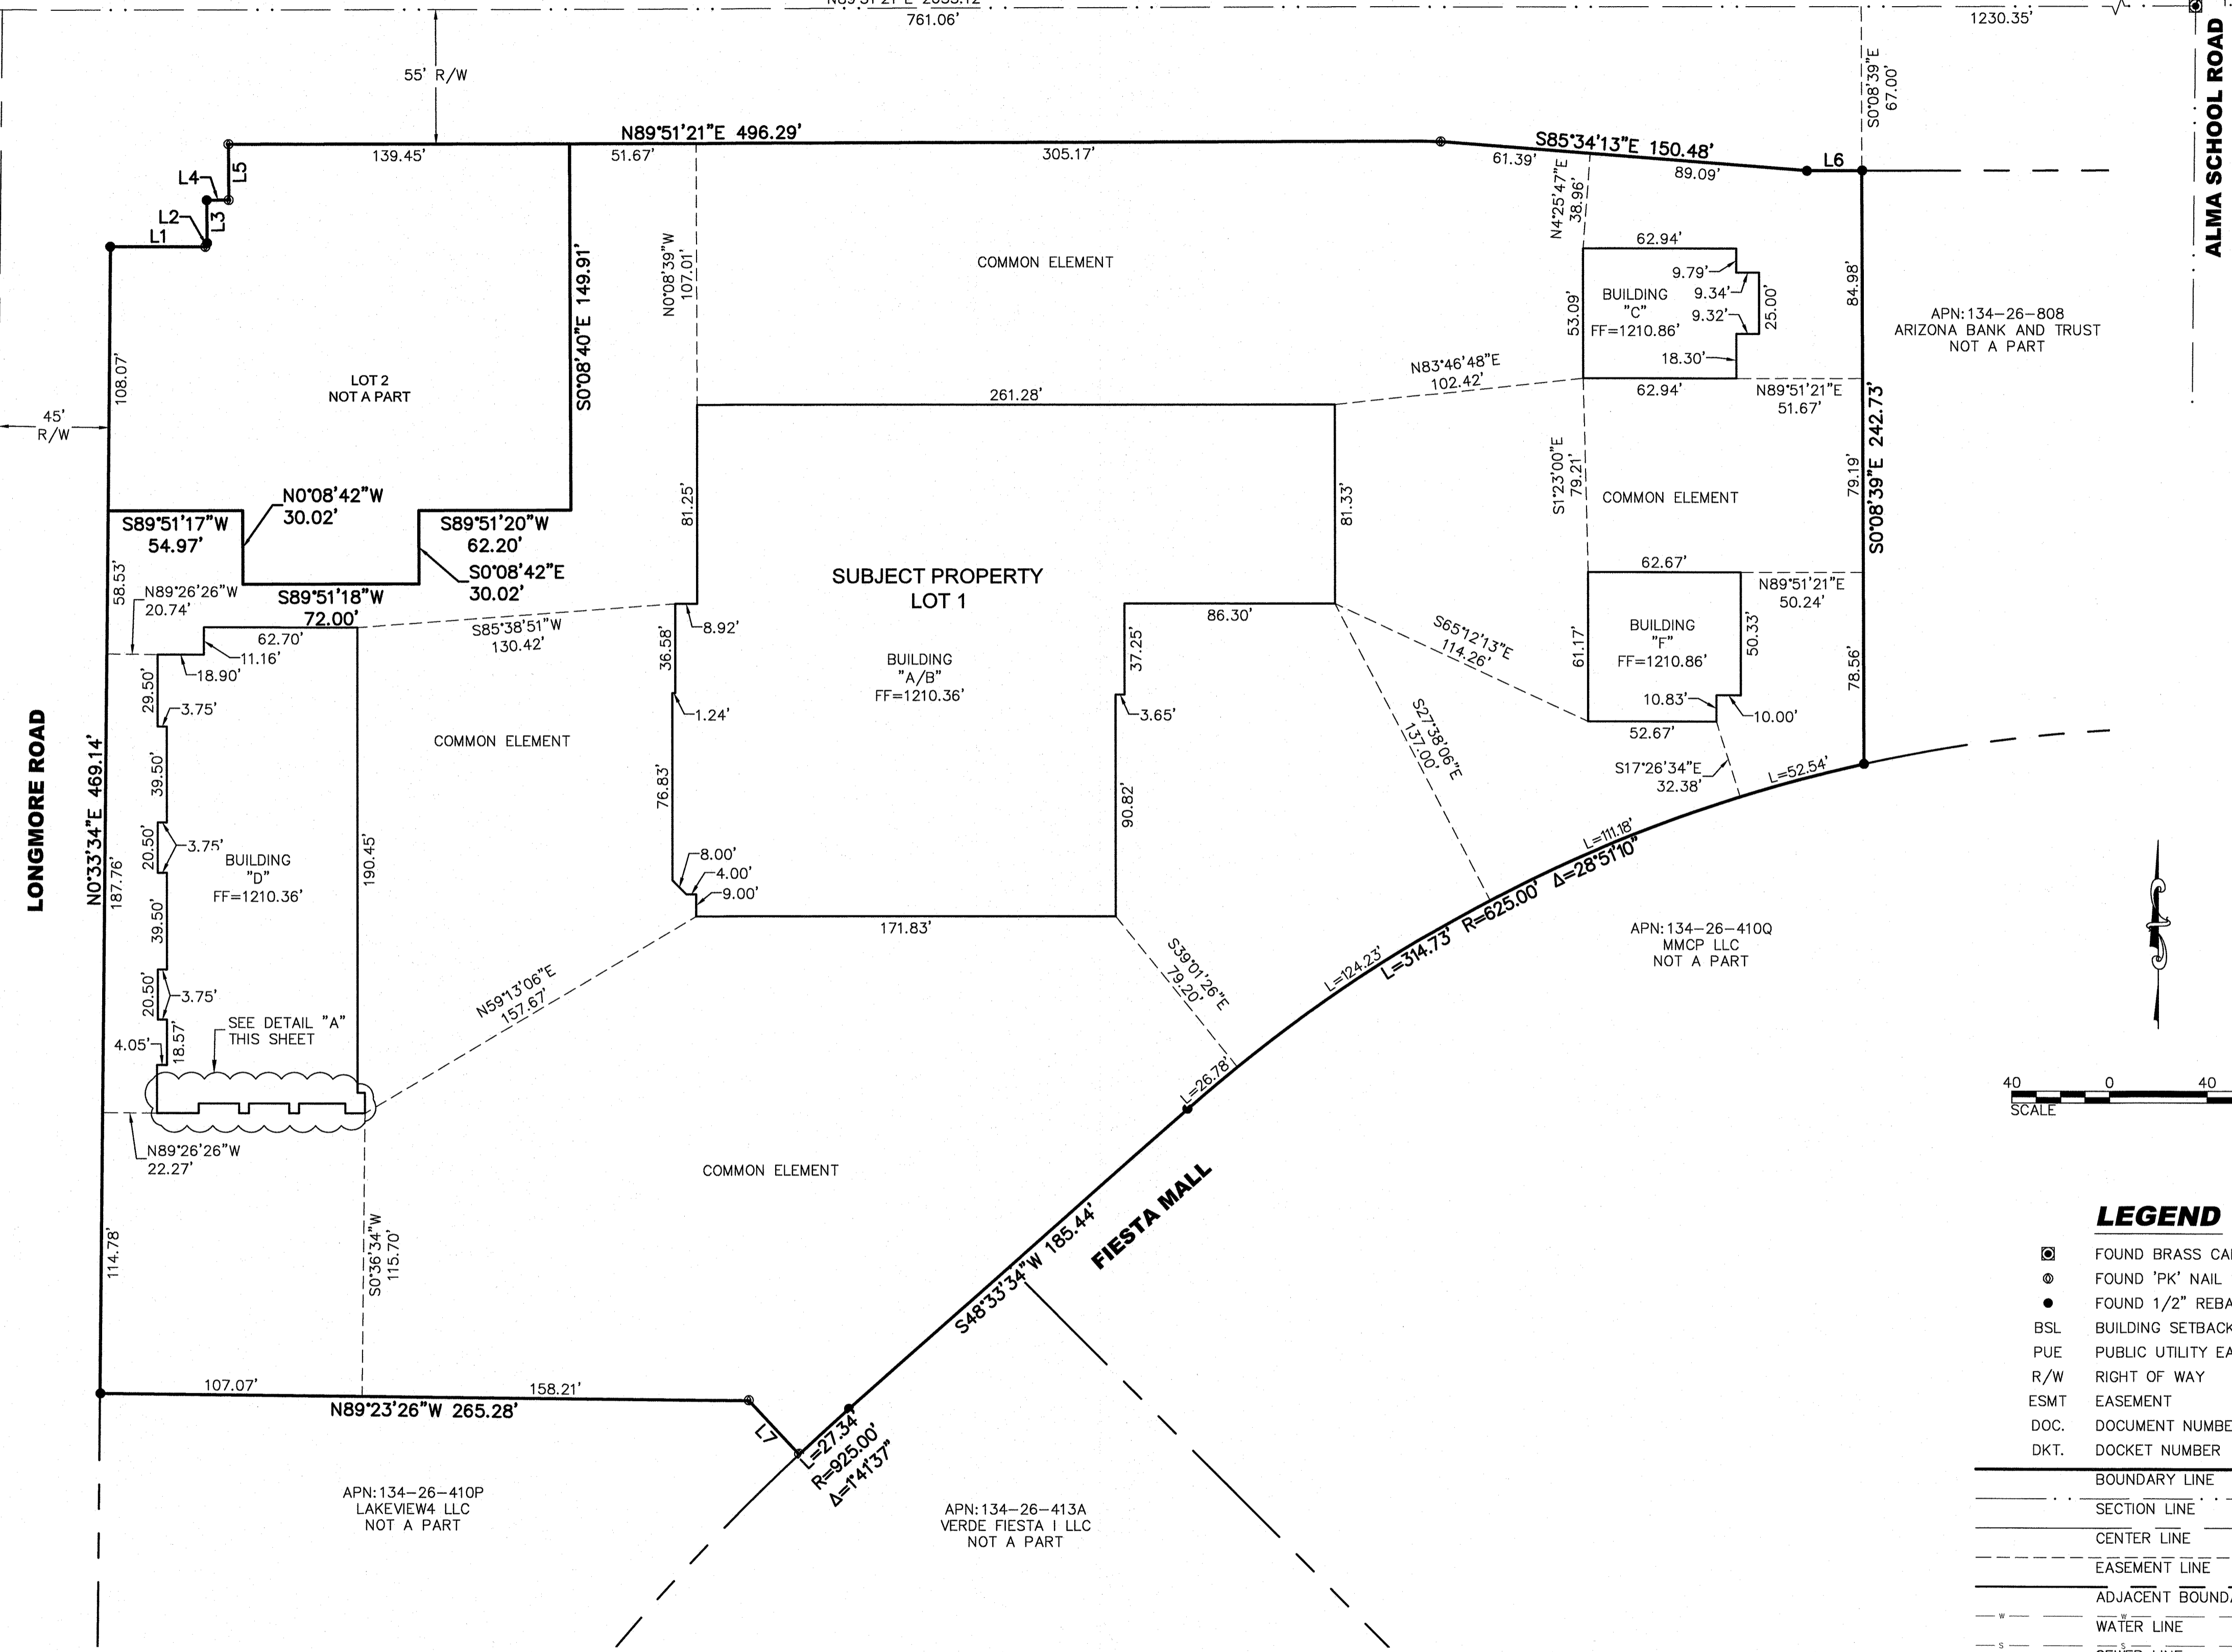 761.06'
1230.35'
55' R/W
S0°08'39"E
67.00'
ALMA SCHOOL ROAD
N89°51'21"E 496.29'
139.45'
51.67'
305.17'
S85°34'13"E 150.48'
61.39'
89.09'
L6
L5
L4
L3
L2
L1
N4°25'47"E
38.96'
62.94'
9.79'
9.34'
9.32'
25.00'
18.30'
53.09'
BUILDING
"C"
FF=1210.86'
62.94'
84.98'
APN:134-26-808
ARIZONA BANK AND TRUST
NOT A PART
COMMON ELEMENT
N0°08'39"W
107.01'
S0°08'40"E 149.91'
108.07'
LOT 2
NOT A PART
45'
R/W
N83°46'48"E
102.42'
N89°51'21"E
51.67'
261.28'
S0°08'39"E 242.73'
S1°23'00"E
79.21'
79.19'
COMMON ELEMENT
81.25'
81.33'
N0°08'42"W
30.02'
S89°51'17"W
54.97'
S89°51'20"W
62.20'
S0°08'42"E
30.02'
S89°51'18"W
72.00'
58.53'
N89°26'26"W
20.74'
SUBJECT PROPERTY
LOT 1
62.67'
N89°51'21"E
50.24'
62.70'
11.16'
18.90'
S85°38'51"W
130.42'
8.92'
36.58'
86.30'
37.25'
BUILDING
"A/B"
FF=1210.36'
S65°12'13"E
114.26'
61.17'
BUILDING
"F"
FF=1210.86'
50.33'
78.56'
10.83'
10.00'
52.67'
29.50'
3.75'
1.24'
3.65'
COMMON ELEMENT
S27°38'06"E
137.00'
S17°26'34"E
32.38'
L=52.54'
LONGMORE ROAD
N0°33'34"E 469.14'
187.76'
39.50'
76.83'
90.82'
20.50'
3.75'
BUILDING
"D"
FF=1210.36'
190.45'
8.00'
4.00'
9.00'
L=111.18'
L=314.73' R=625.00' Δ=28°51'10"
39.50'
171.83'
APN:134-26-410Q
MMCP LLC
NOT A PART
S39°01'26"E
79.20'
L=124.23'
N59°13'06"E
157.67'
20.50'
3.75'
SEE DETAIL "A"
THIS SHEET
4.05'
18.57'
L=26.78'
40
0
40
SCALE
N89°26'26"W
22.27'
COMMON ELEMENT
FIESTA MALL
114.78'
S0°36'34"W
115.70'
S48°33'34"W 185.44'
107.07'
158.21'
N89°23'26"W 265.28'
L7
L=27.34'
R=925.00'
Δ=1°41'37"
APN:134-26-410P
LAKEVIEW4 LLC
NOT A PART
APN:134-26-413A
VERDE FIESTA I LLC
NOT A PART
LEGEND
FOUND BRASS
FOUND 'PK' NAIL
FOUND 1/2"
BSL BUILDING SETBACK
PUE PUBLIC UTILITY
R/W RIGHT OF WAY
ESMT EASEMENT
DOC. DOCUMENT
DKT. DOCKET NUMBER
BOUNDARY LINE
SECTION LINE
CENTER LINE
EASEMENT LINE
ADJACENT
W W WATER LINE
S S